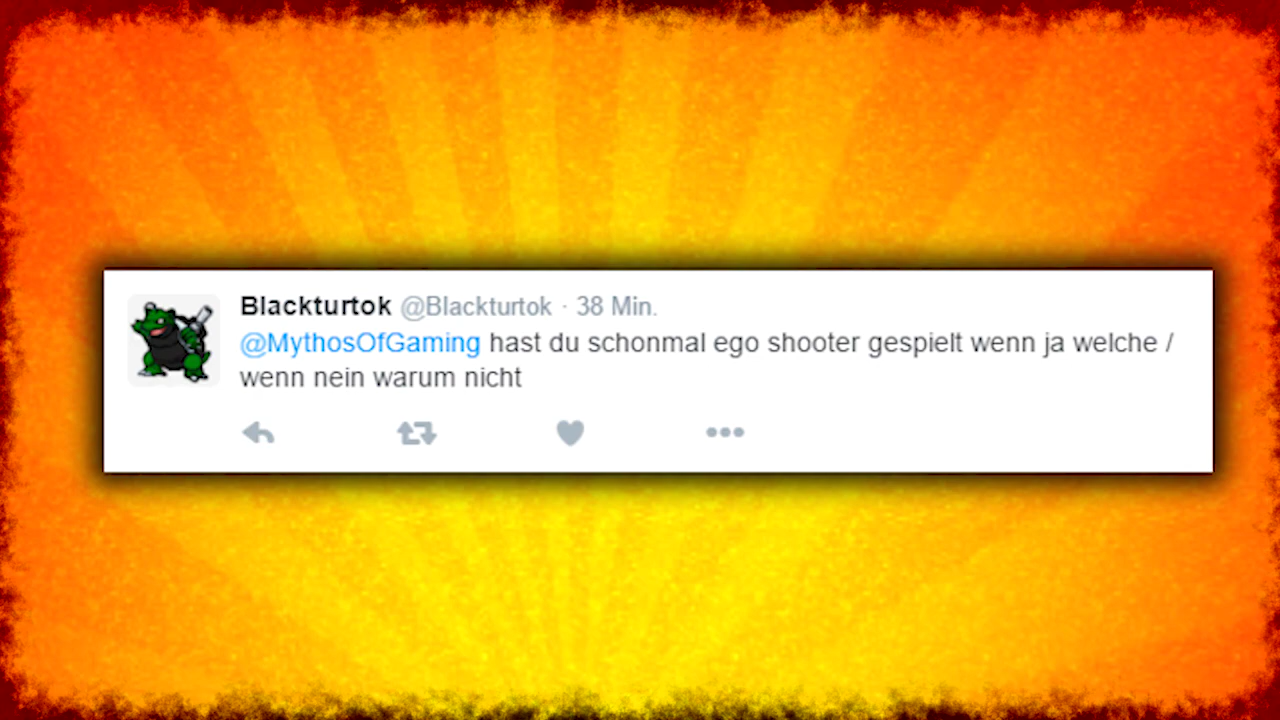 Blackturtok @Blackturtok · 38 Min.
@MythosOfGaming hast du schonmal ego shooter gespielt wenn ja welche /
wenn nein warum nicht